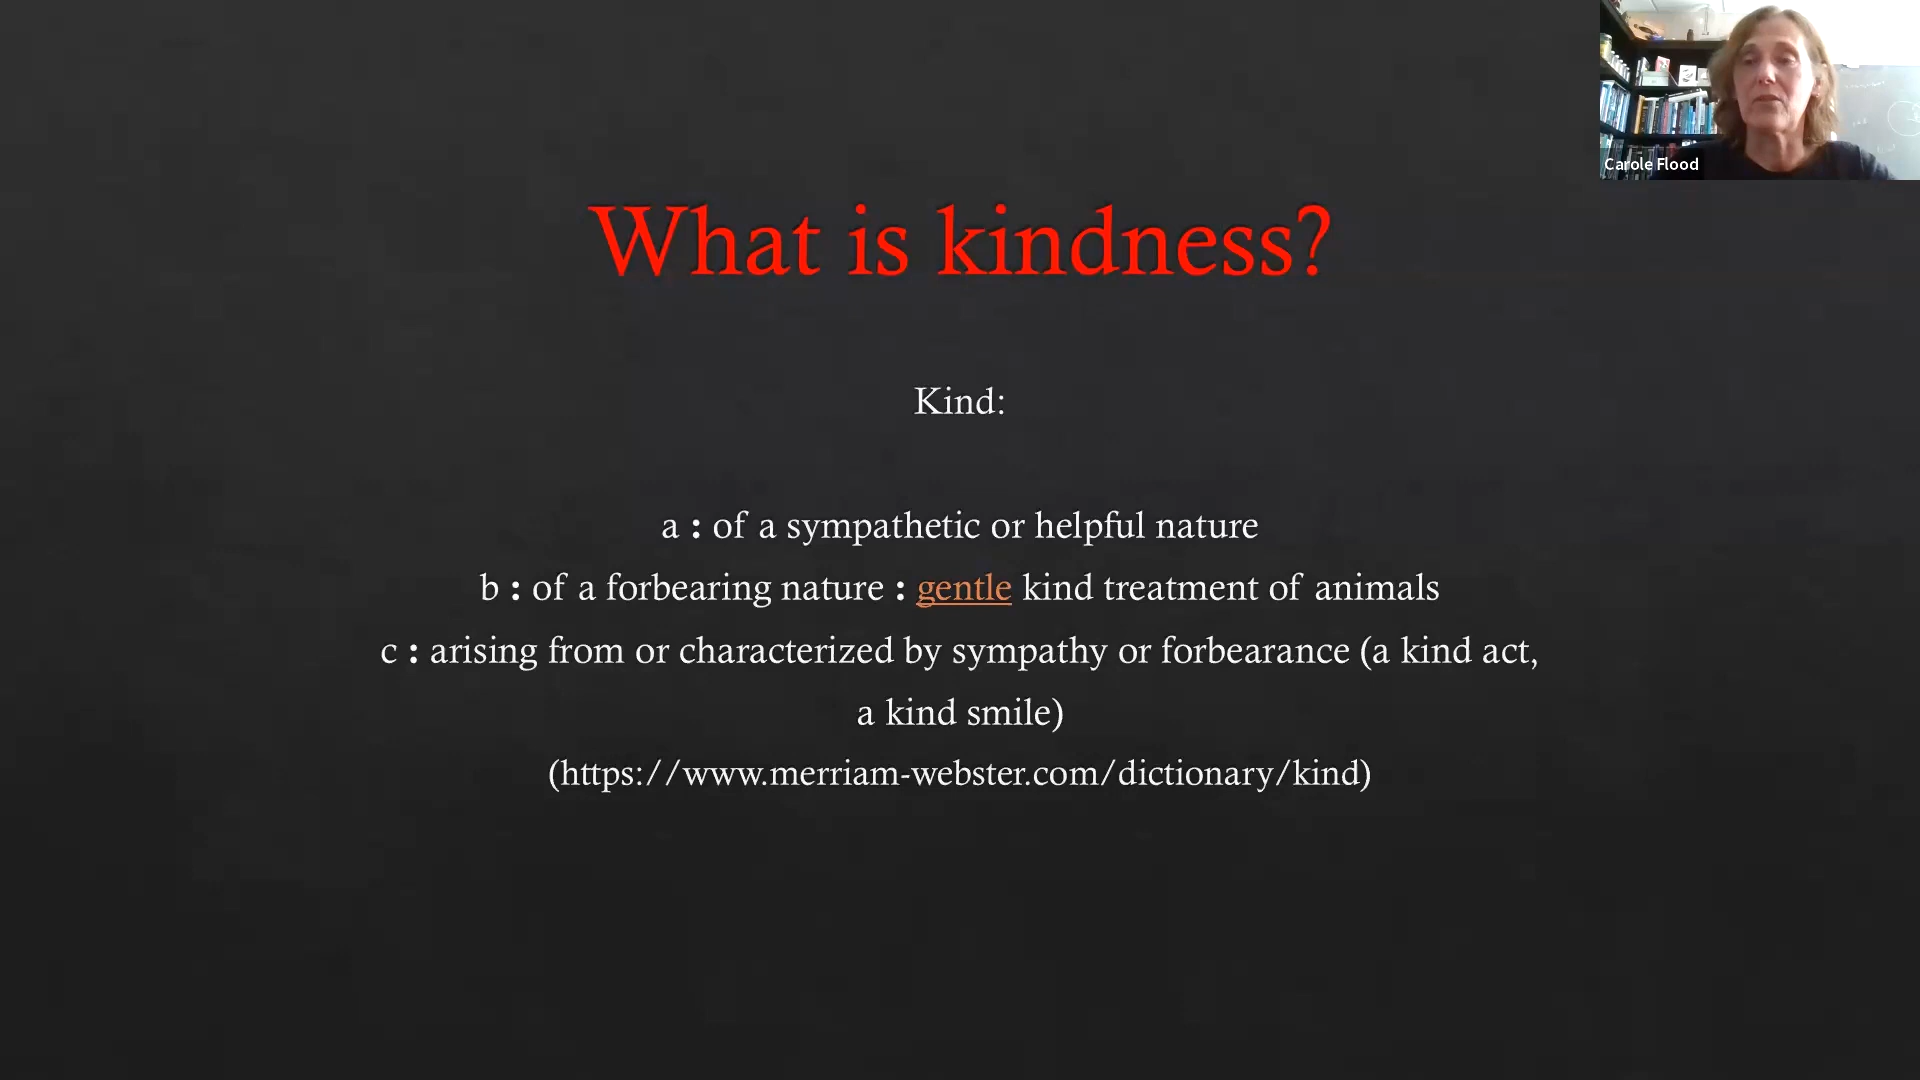 What is kindness?
Kind:
a : of a sympathetic or helpful nature
b : of a forbearing nature : gentle kind treatment of animals
c : arising from or characterized by sympathy or forbearance (a kind act,
a kind smile)
(https://www.merriam-webster.com/dictionary/kind)
Carole Flood